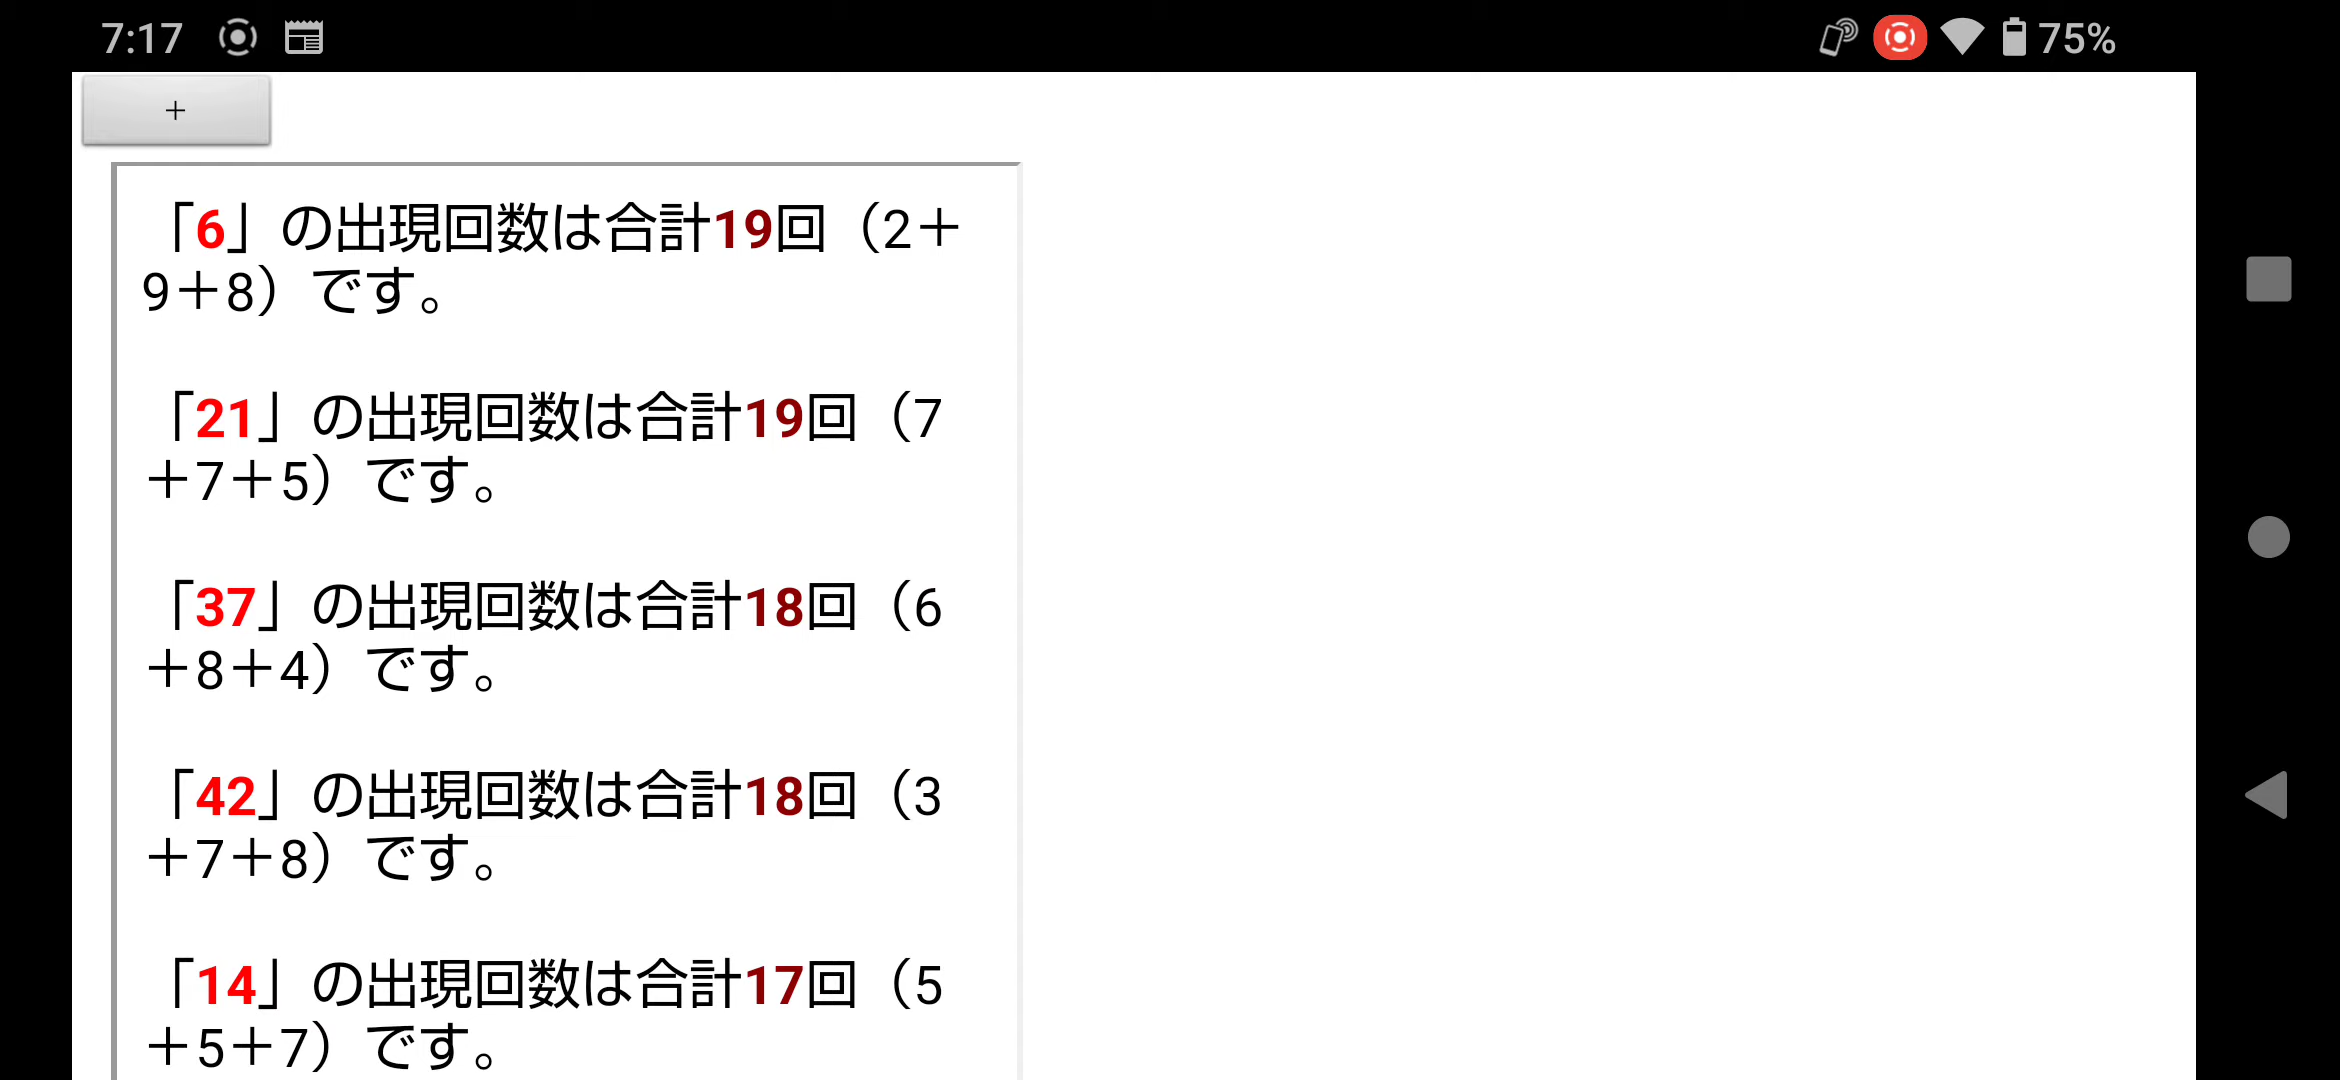 7:17
75%
+
「6」の出現回数は合計19回（2＋
9＋8）です。
「21」の出現回数は合計19回（7
＋7＋5）です。
「37」の出現回数は合計18回（6
＋8＋4）です。
「42」の出現回数は合計18回（3
＋7＋8）です。
「14」の出現回数は合計17回（5
＋5＋7）です。